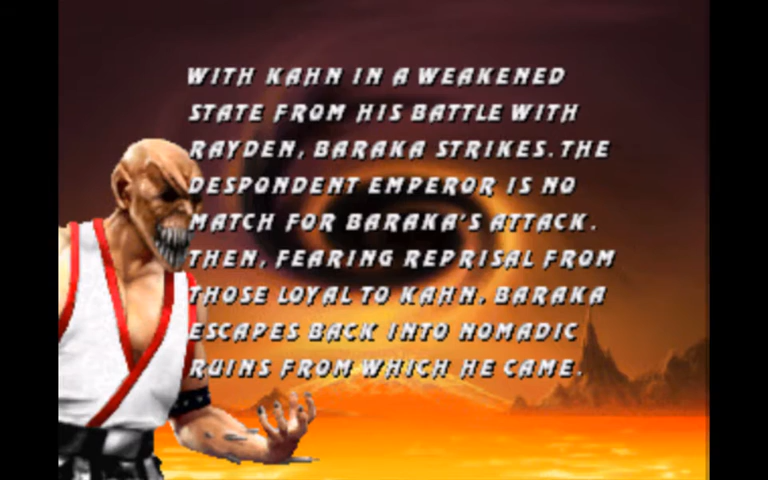 WITH KAHN IN A WEAKENED
STATE FROM HIS BATTLE WITH
RAYDEN, BARAKA STRIKES. THE
DESPONDENT EMPEROR IS NO
MATCH FOR BARAKA'S ATTACK.
THEN, FEARING REPRISAL FROM
THOSE LOYAL TO KAHN, BARAKA
ESCAPES BACK INTO NOMADIC
RUINS FROM WHICH HE CAME.